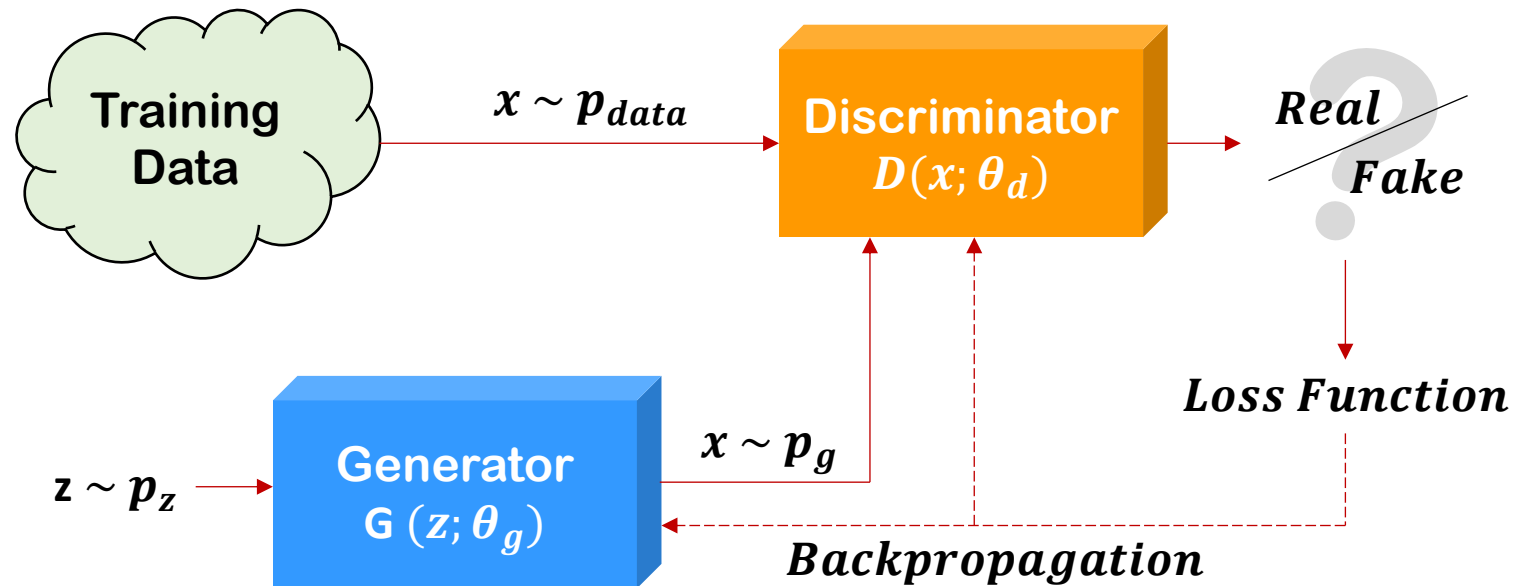 Training
Data
x ~ p_data
Discriminator
D(x; θ_d)
Real
Fake
?
Loss Function
z ~ p_z
Generator
G (z; θ_g)
x ~ p_g
Backpropagation